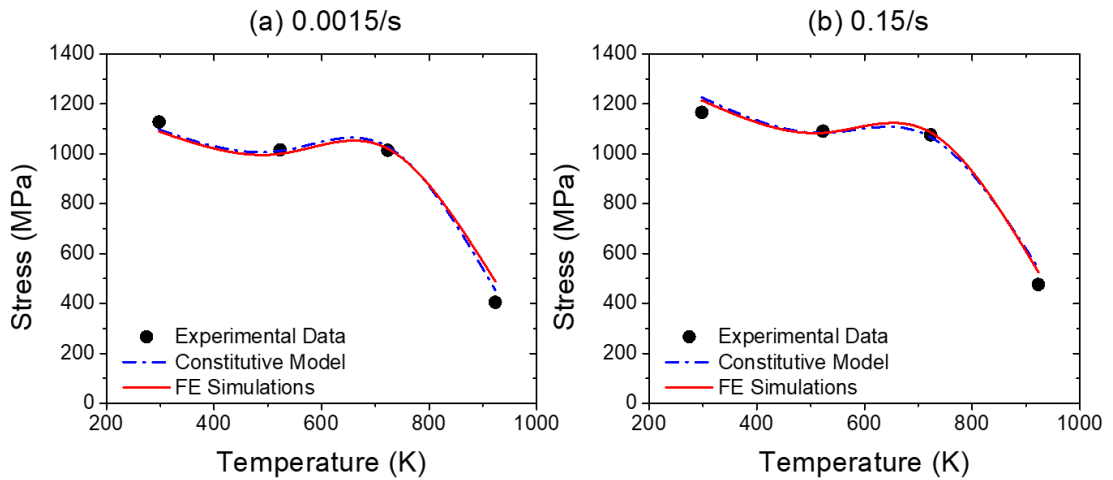 (a) 0.0015/s
1400
1200
1000
800
600
400
200
0
Stress (MPa)
Experimental Data
Constitutive Model
FE Simulations
200 400 600 800 1000
Temperature (K)
(b) 0.15/s
1400
1200
1000
800
600
400
200
0
Stress (MPa)
Experimental Data
Constitutive Model
FE Simulations
200 400 600 800 1000
Temperature (K)